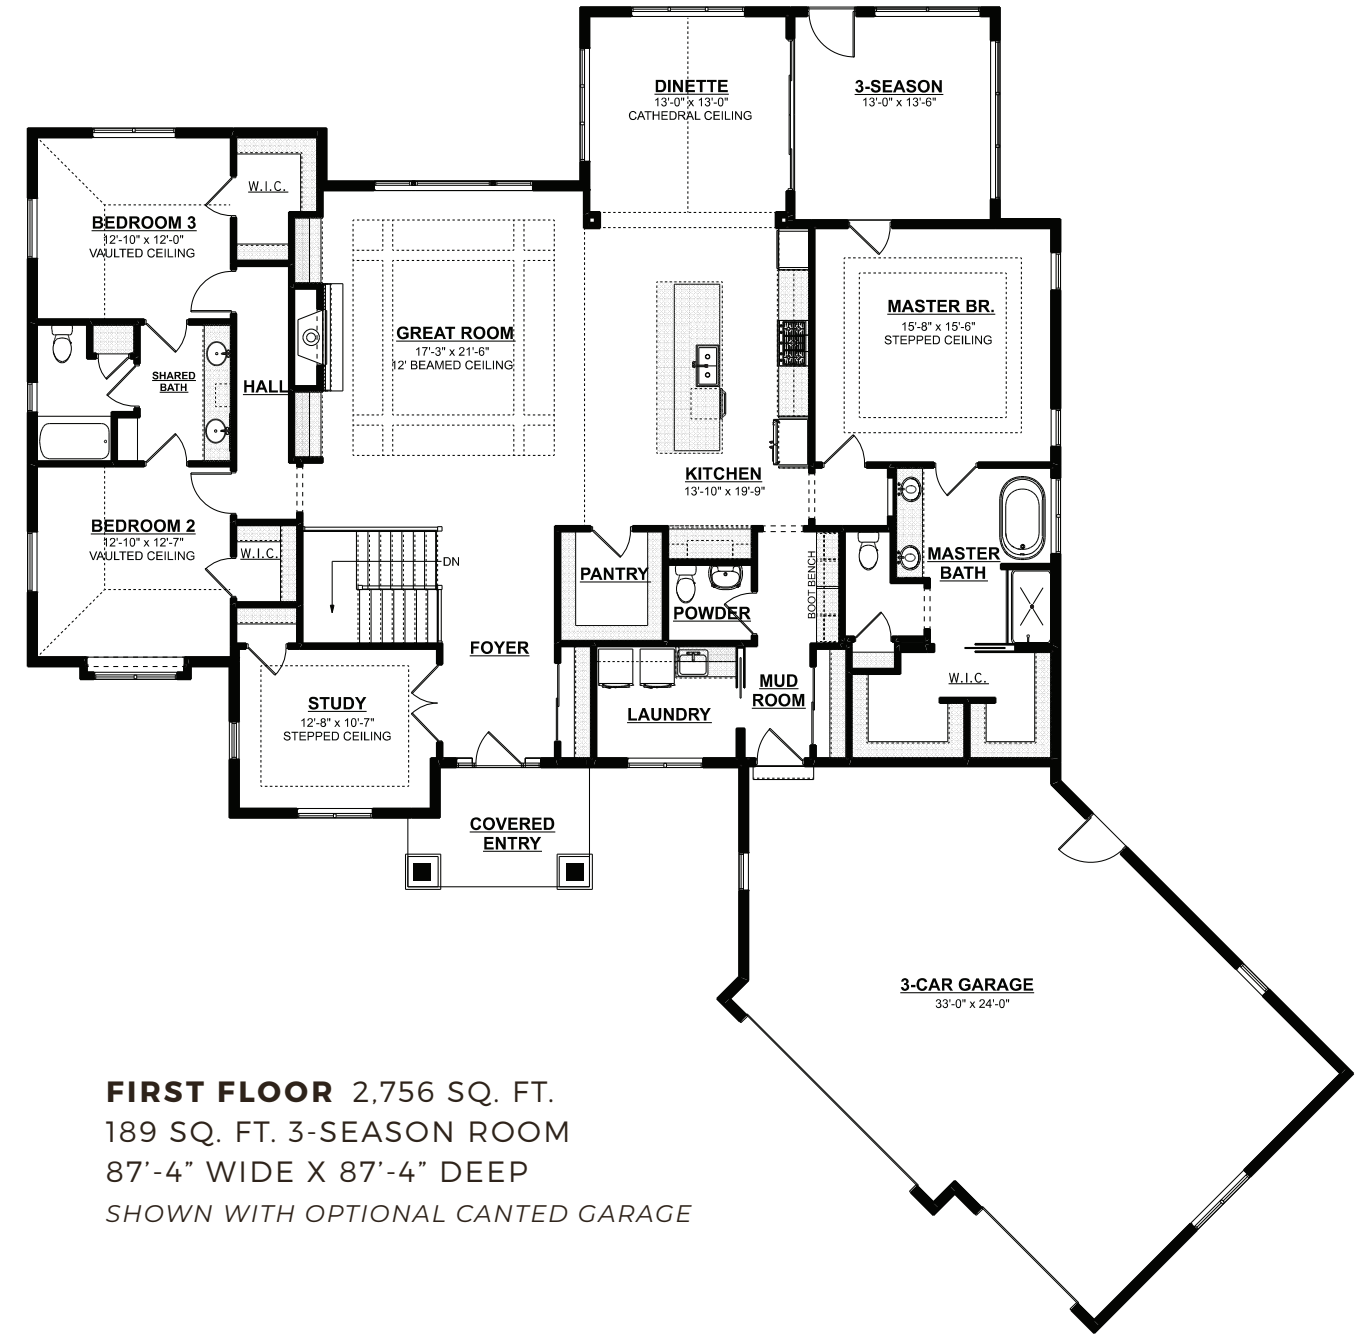 DINETTE
13'-0" x 13'-0"
CATHEDRAL CEILING
3-SEASON
13'-0" x 13'-6"
W.I.C.
BEDROOM 3
12'-10" x 12'-0"
VAULTED CEILING
GREAT ROOM
17'-3" x 21'-6"
12' BEAMED CEILING
MASTER BR.
15'-8" x 15'-6"
STEPPED CEILING
SHARED
BATH
HALL
KITCHEN
13'-10" x 19'-9"
BEDROOM 2
12'-10" x 12'-7"
VAULTED CEILING
W.I.C.
DN
PANTRY
POWDER
BOOT BENCH
MASTER
BATH
FOYER
STUDY
12'-8" x 10'-7"
STEPPED CEILING
LAUNDRY
MUD
ROOM
W.I.C.
COVERED
ENTRY
3-CAR GARAGE
33'-0" x 24'-0"
FIRST FLOOR 2,756 SQ. FT.
189 SQ. FT. 3-SEASON ROOM
87’-4” WIDE X 87’-4” DEEP
SHOWN WITH OPTIONAL CANTED GARAGE